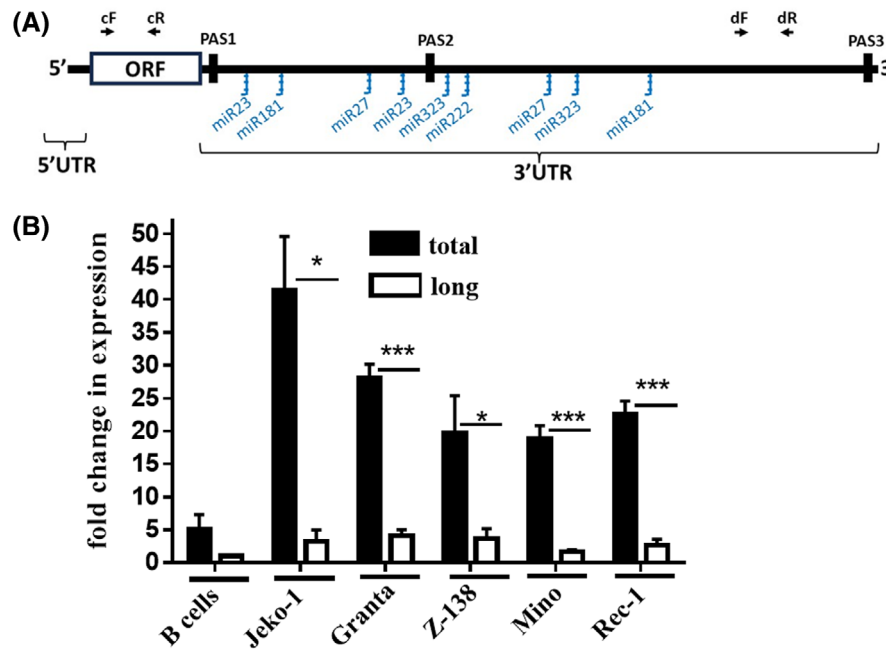 (A)
cF cR dF dR
PAS1 PAS2 PAS3
5' ORF 3
miR23 miR181 miR27 miR23 miR323 miR222 miR27 miR323 miR181
5'UTR 3'UTR
(B)
fold change in expression
50
45
40
35
30
25
20
15
10
5
0
total
long
* *** * *** ***
B cells Jeko-1 Granta Z-138 Mino Rec-1